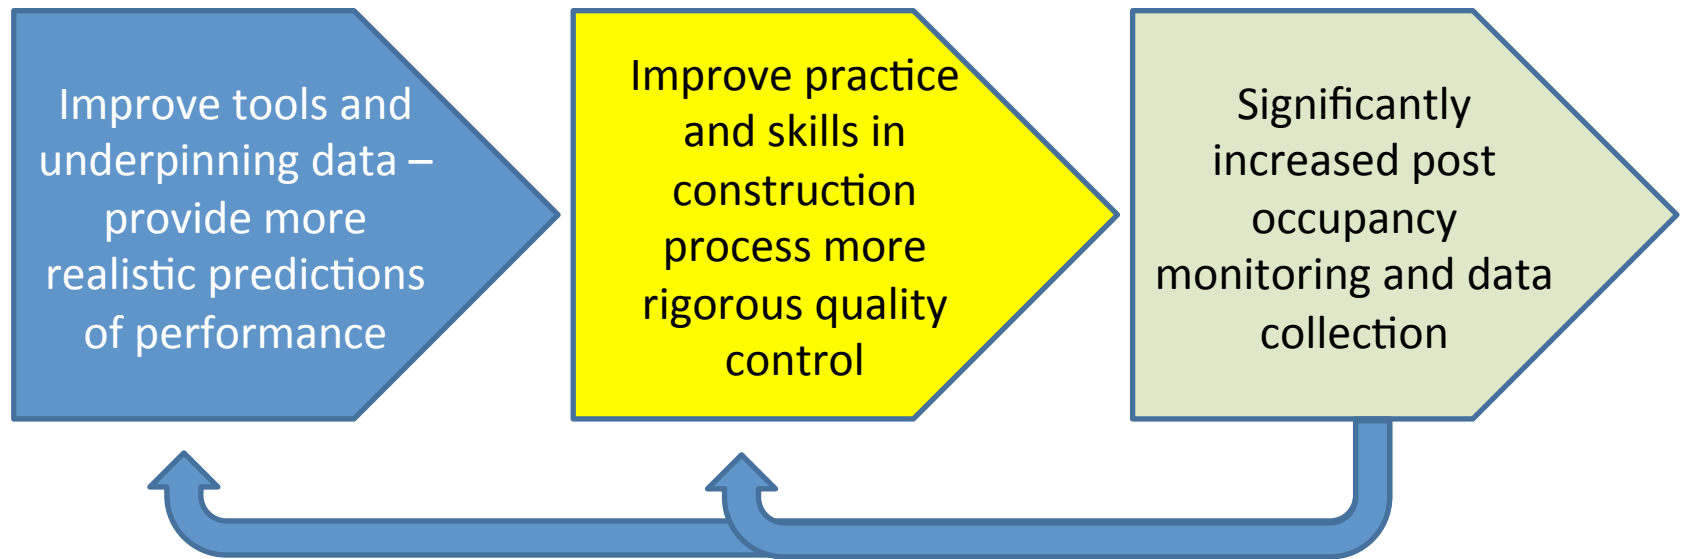 Improve tools and
underpinning data –
provide more
realistic predictions
of performance
Improve practice
and skills in
construction
process more
rigorous quality
control
Significantly
increased post
occupancy
monitoring and data
collection